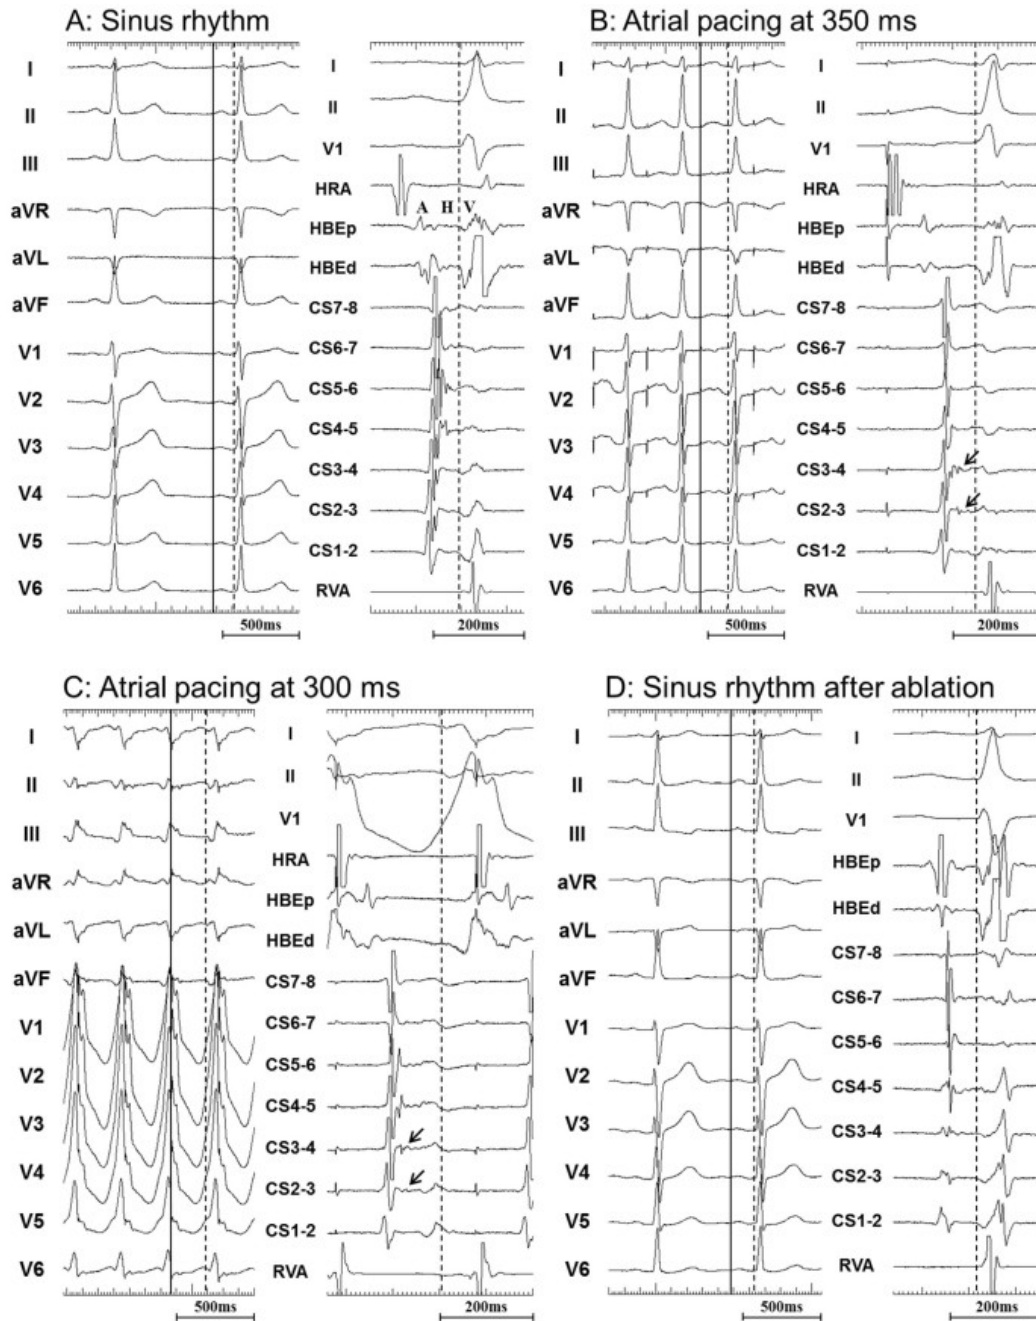 A: Sinus rhythm
I
II
III
aVR
aVL
aVF
V1
V2
V3
V4
V5
V6
500ms
I
II
V1
HRA
A H V
HBEp
HBEd
CS7-8
CS6-7
CS5-6
CS4-5
CS3-4
CS2-3
CS1-2
RVA
200ms
B: Atrial pacing at 350 ms
I
II
III
aVR
aVL
aVF
V1
V2
V3
V4
V5
V6
500ms
I
II
V1
HRA
HBEp
HBEd
CS7-8
CS6-7
CS5-6
CS4-5
CS3-4
CS2-3
CS1-2
RVA
200ms
C: Atrial pacing at 300 ms
I
II
III
aVR
aVL
aVF
V1
V2
V3
V4
V5
V6
500ms
I
II
V1
HRA
HBEp
HBEd
CS7-8
CS6-7
CS5-6
CS4-5
CS3-4
CS2-3
CS1-2
RVA
200ms
D: Sinus rhythm after ablation
I
II
III
aVR
aVL
aVF
V1
V2
V3
V4
V5
V6
500ms
I
II
V1
HBEp
HBEd
CS7-8
CS6-7
CS5-6
CS4-5
CS3-4
CS2-3
CS1-2
RVA
200ms